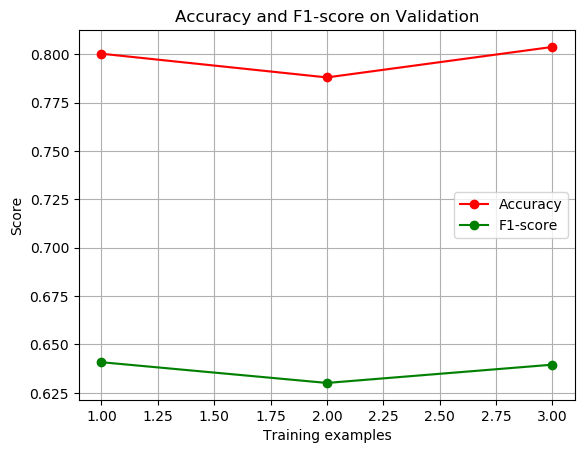 Accuracy and F1-score on Validation
0.800
0.775
0.750
0.725
0.700
0.675
0.650
0.625
Score
Accuracy
F1-score
1.00 1.25 1.50 1.75 2.00 2.25 2.50 2.75 3.00
Training examples